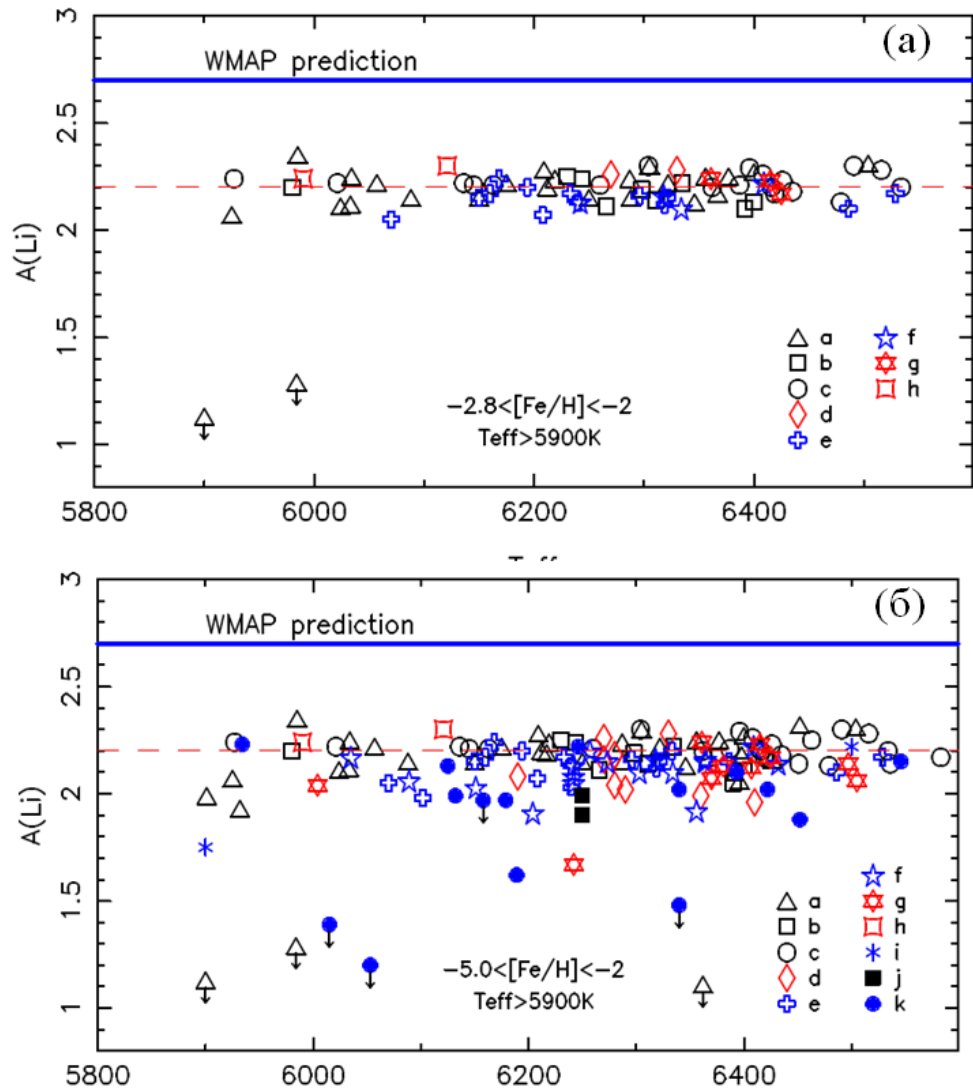 3
(а)
WMAP prediction
2.5
2
A(Li)
1.5
1
a f
b g
c h
d
e
−2.8<[Fe/H]<−2
Teff>5900K
5800 6000 6200 6400
3
(б)
WMAP prediction
2.5
2
A(Li)
1.5
1
f
a g
b h
c i
d j
e k
−5.0<[Fe/H]<−2
Teff>5900K
5800 6000 6200 6400